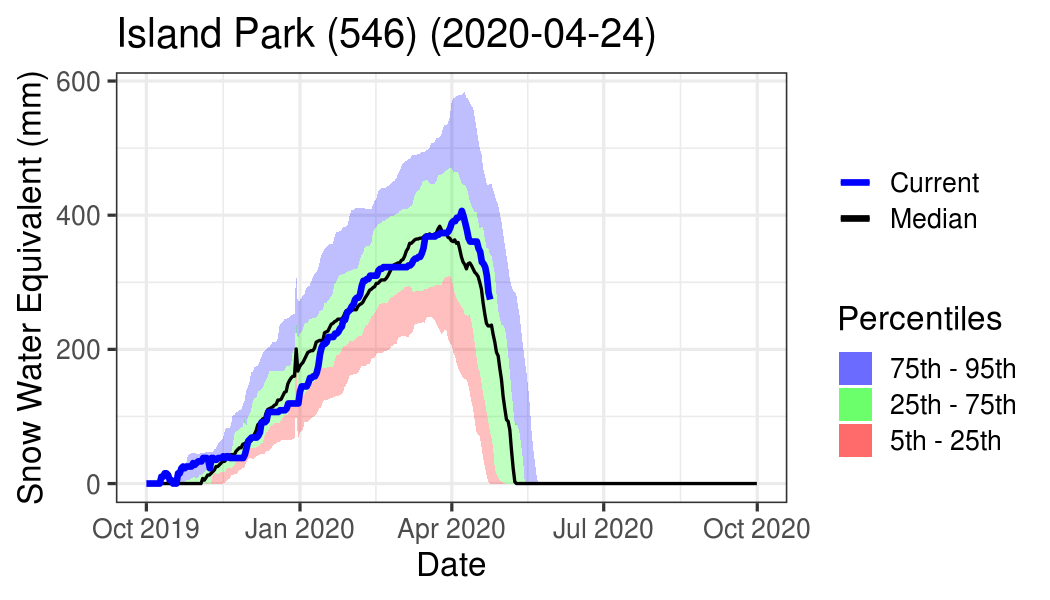 Island Park (546) (2020-04-24)
Snow Water Equivalent (mm)
600
400
200
0
Oct 2019
Jan 2020
Apr 2020
Jul 2020
Oct 2020
Date
Current
Median
Percentiles
75th - 95th
25th - 75th
5th - 25th